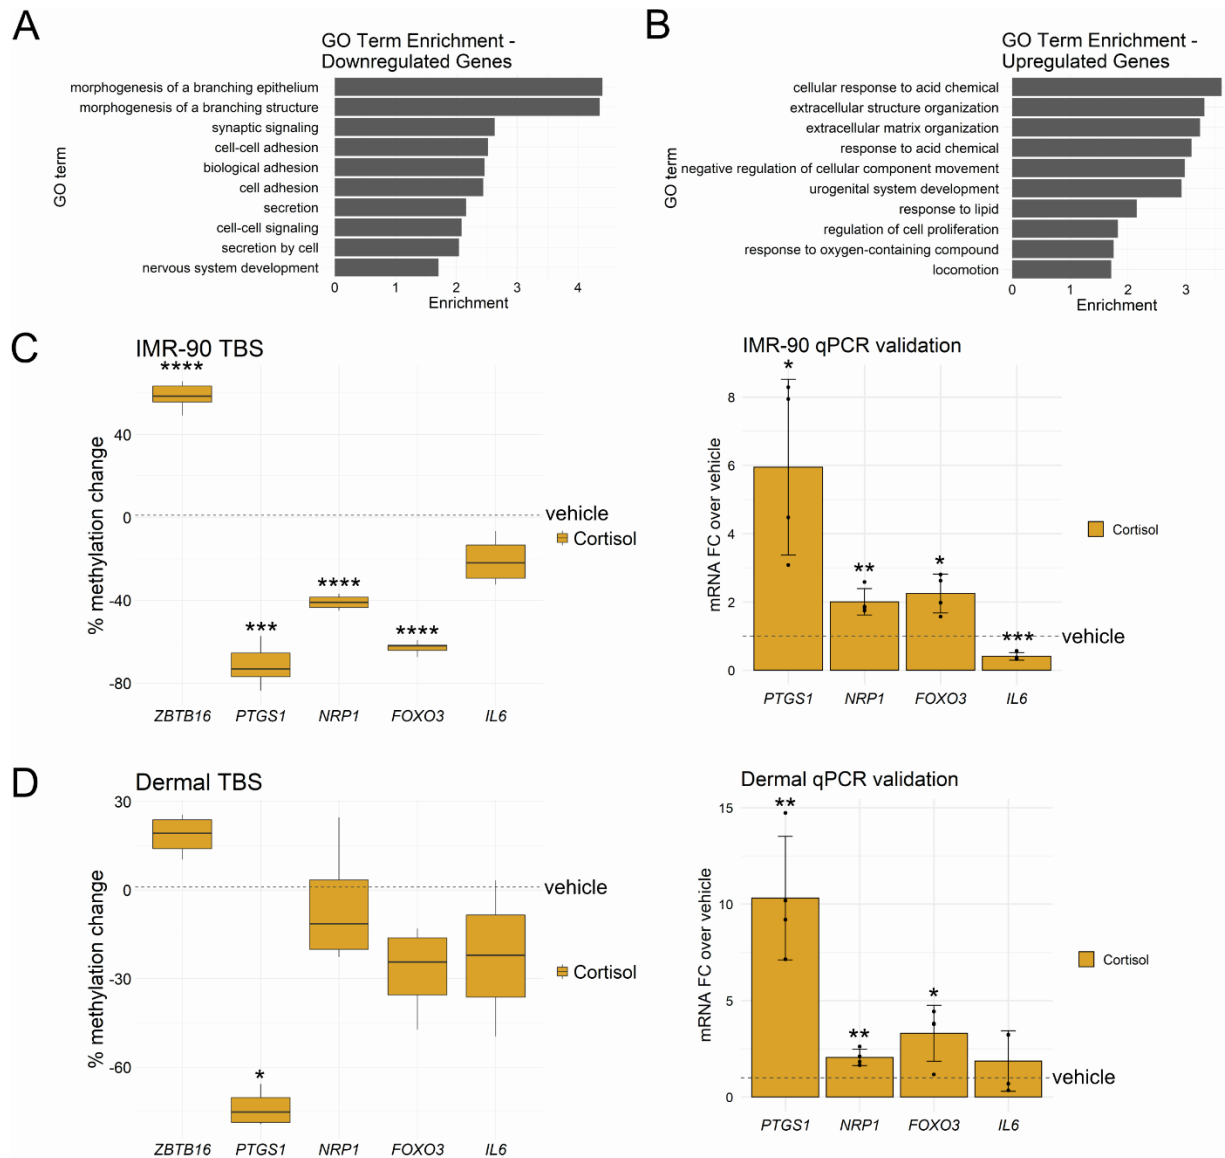 A
GO Term Enrichment -
Downregulated Genes
GO term
morphogenesis of a branching epithelium
morphogenesis of a branching structure
synaptic signaling
cell-cell adhesion
biological adhesion
cell adhesion
secretion
cell-cell signaling
secretion by cell
nervous system development
0 1 2 3 4
Enrichment
B
GO Term Enrichment -
Upregulated Genes
GO term
cellular response to acid chemical
extracellular structure organization
extracellular matrix organization
response to acid chemical
negative regulation of cellular component movement
urogenital system development
response to lipid
regulation of cell proliferation
response to oxygen-containing compound
locomotion
0 1 2 3
Enrichment
C
IMR-90 TBS
% methylation change
40
0
-40
-80
**** *** **** ****
vehicle
Cortisol
ZBTB16 PTGS1 NRP1 FOXO3 IL6
IMR-90 qPCR validation
mRNA FC over vehicle
8
6
4
2
0
* ** * ***
vehicle
Cortisol
PTGS1 NRP1 FOXO3 IL6
D
Dermal TBS
% methylation change
30
0
-30
-60
*
vehicle
Cortisol
ZBTB16 PTGS1 NRP1 FOXO3 IL6
Dermal qPCR validation
mRNA FC over vehicle
15
10
5
0
** ** *
vehicle
Cortisol
PTGS1 NRP1 FOXO3 IL6